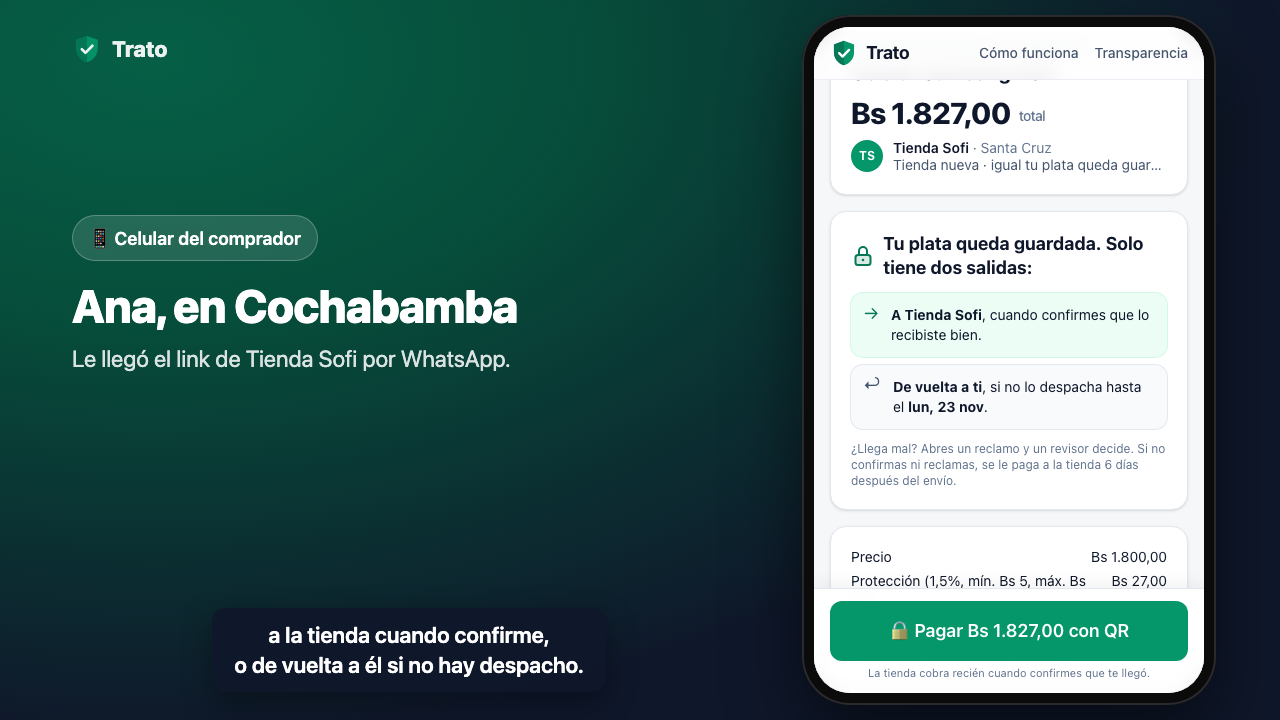 Trato
Celular del comprador
Ana, en Cochabamba
Le llegó el link de Tienda Sofi por WhatsApp.
a la tienda cuando confirme,
o de vuelta a él si no hay despacho.
Trato
Cómo funciona
Transparencia
Bs 1.827,00 total
TS
Tienda Sofi · Santa Cruz
Tienda nueva · igual tu plata queda guar...
Tu plata queda guardada. Solo
tiene dos salidas:
→ A Tienda Sofi, cuando confirmes que lo
recibiste bien.
De vuelta a ti, si no lo despacha hasta
el lun, 23 nov.
¿Llega mal? Abres un reclamo y un revisor decide. Si no
confirmas ni reclamas, se le paga a la tienda 6 días
después del envío.
Precio Bs 1.800,00
Protección (1,5%, mín. Bs 5, máx. Bs Bs 27,00
Pagar Bs 1.827,00 con QR
La tienda cobra recién cuando confirmes que te llegó.